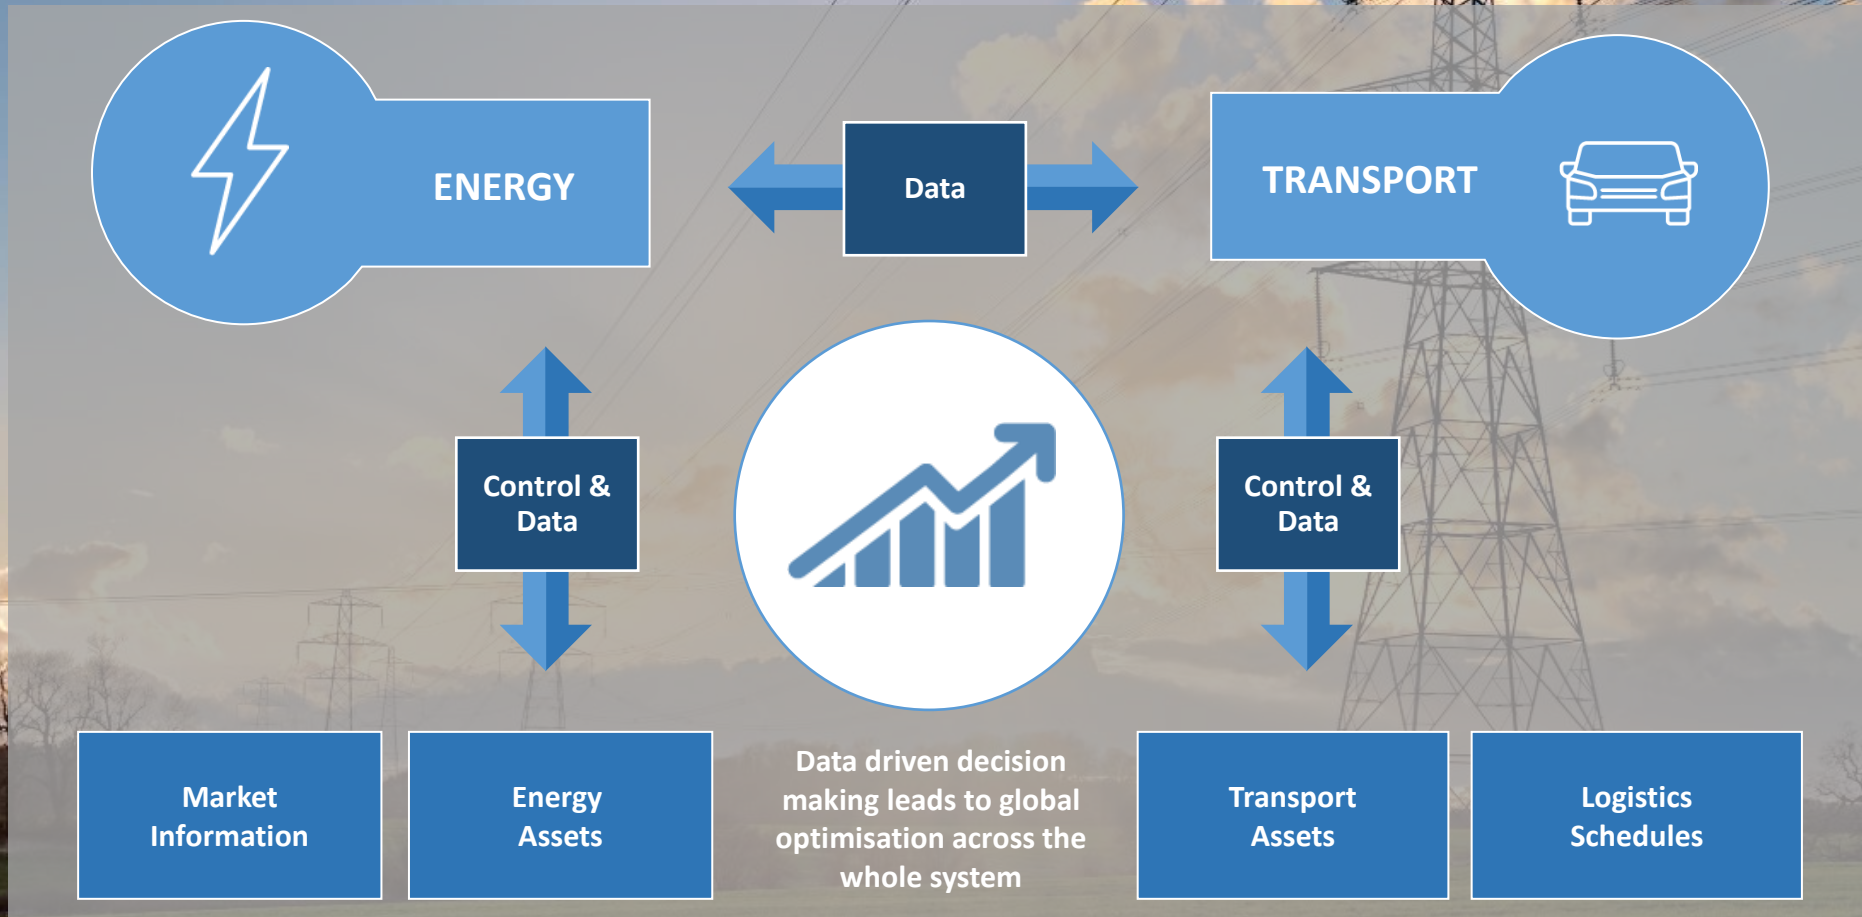 ENERGY
Data
TRANSPORT
Control &
Data
Control &
Data
Market
Information
Energy
Assets
Data driven decision
making leads to global
optimisation across the
whole system
Transport
Assets
Logistics
Schedules